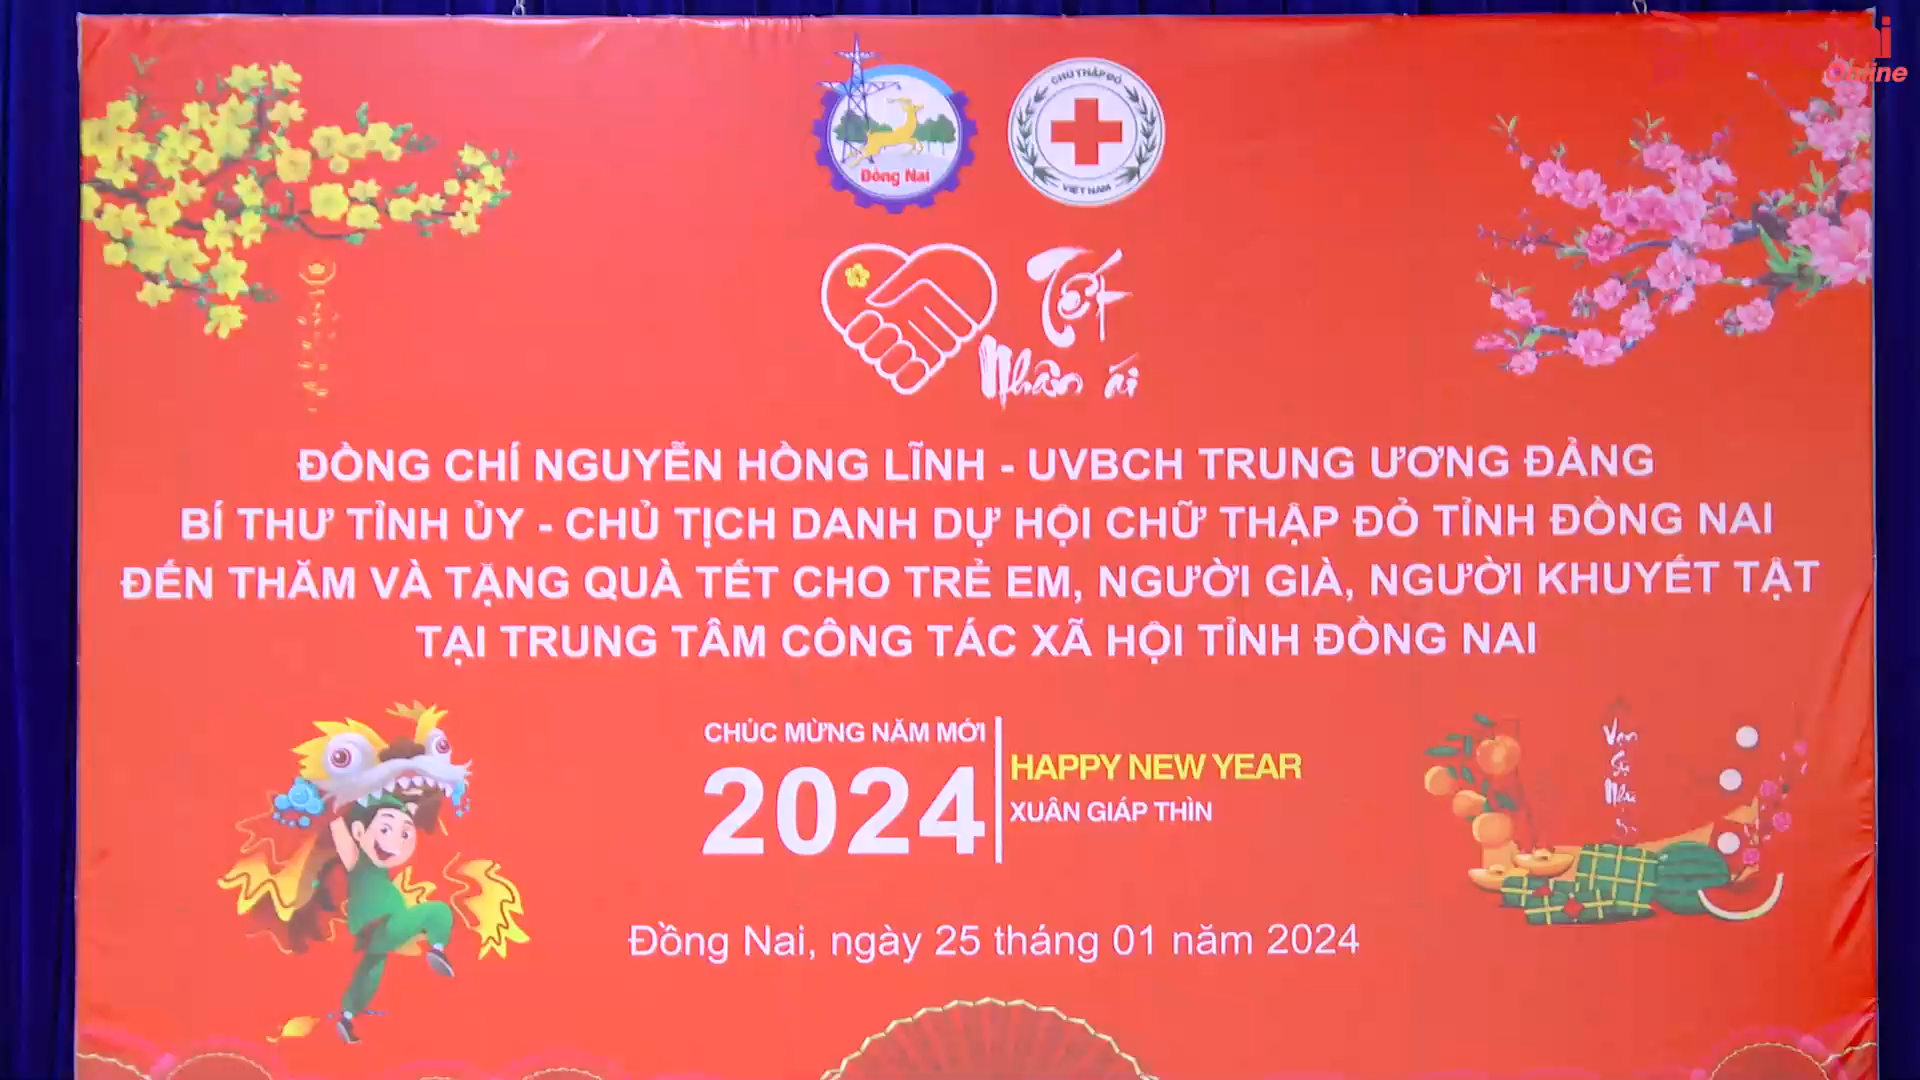 Online
CHỮ THẬP ĐỎ
VIỆT NAM
Đồng Nai
Tết
Nhân ái
ĐỒNG CHÍ NGUYỄN HỒNG LĨNH - UVBCH TRUNG ƯƠNG ĐẢNG
BÍ THƯ TỈNH ỦY - CHỦ TỊCH DANH DỰ HỘI CHỮ THẬP ĐỎ TỈNH ĐỒNG NAI
ĐẾN THĂM VÀ TẶNG QUÀ TẾT CHO TRẺ EM, NGƯỜI GIÀ, NGƯỜI KHUYẾT TẬT
TẠI TRUNG TÂM CÔNG TÁC XÃ HỘI TỈNH ĐỒNG NAI
CHÚC MỪNG NĂM MỚI
2024
HAPPY NEW YEAR
XUÂN GIÁP THÌN
Vạn
Sự
Như
Đồng Nai, ngày 25 tháng 01 năm 2024